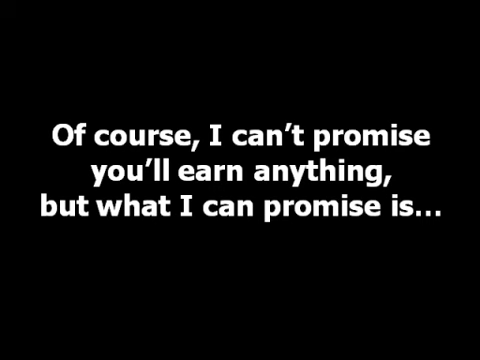 Of course, I can’t promise
you’ll earn anything,
but what I can promise is…